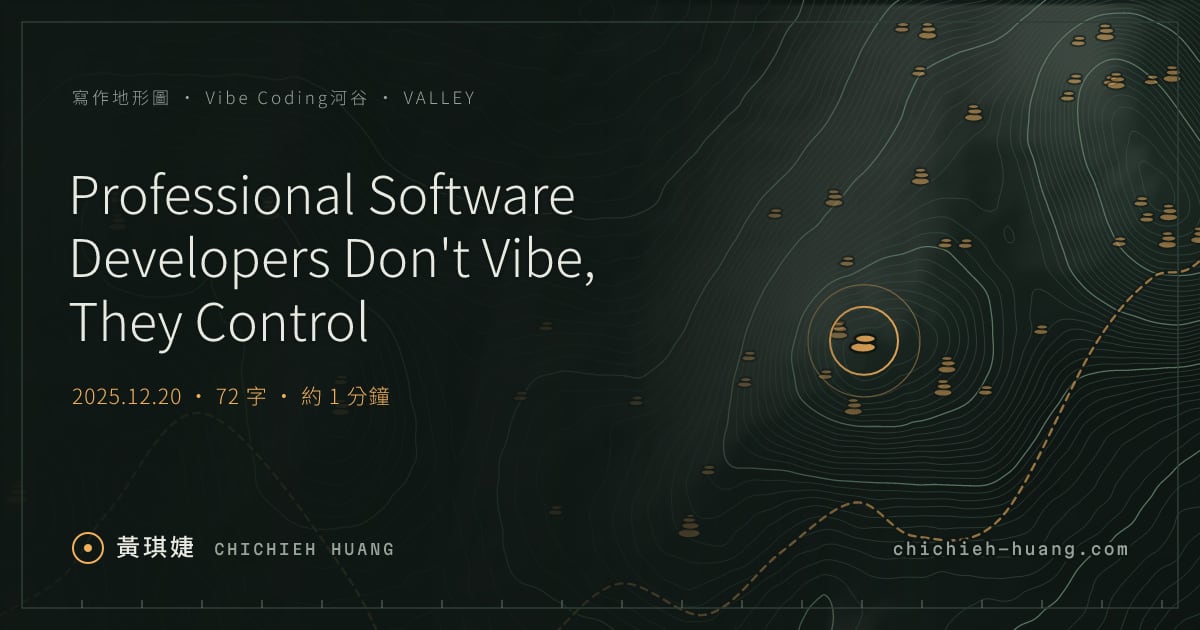 寫作地形圖 · Vibe Coding河谷 · VALLEY
Professional Software
Developers Don't Vibe,
They Control
2025.12.20 · 72 字 · 約 1 分鐘
黃琪婕 CHICHIEH HUANG
chichieh-huang.com